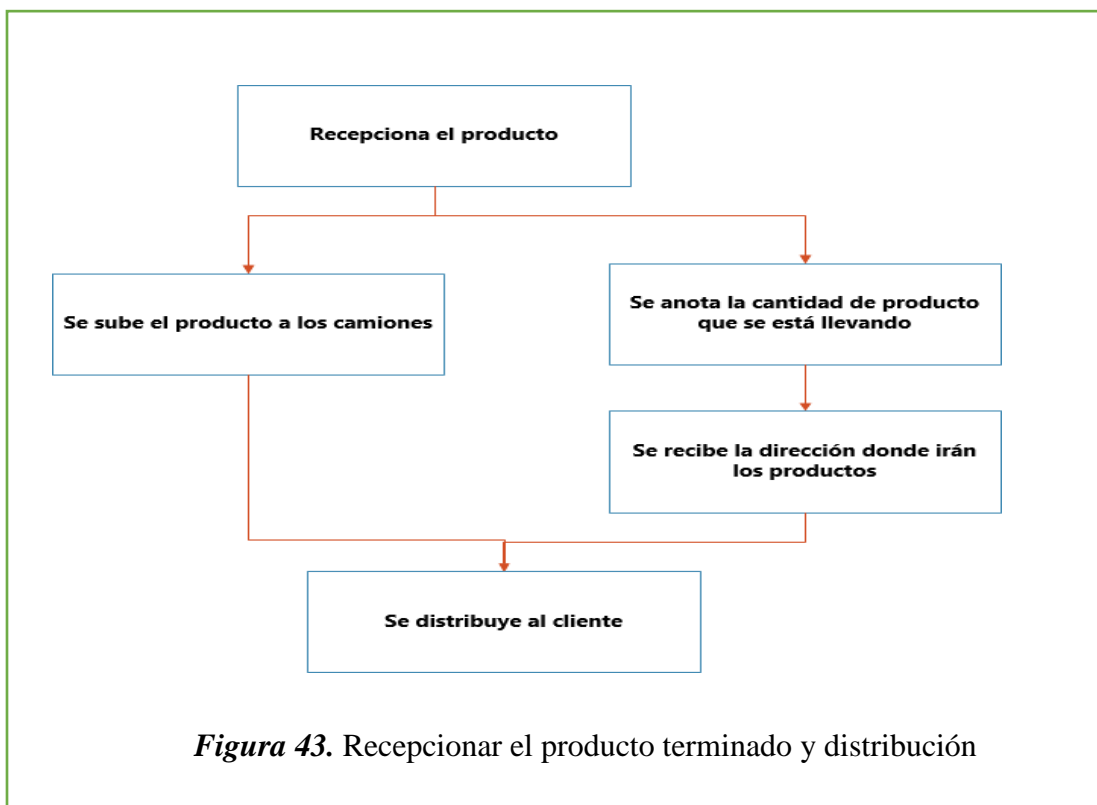 Recepciona el producto
Se sube el producto a los camiones
Se anota la cantidad de producto
que se está llevando
Se recibe la dirección donde irán
los productos
Se distribuye al cliente
Figura 43. Recepcionar el producto terminado y distribución